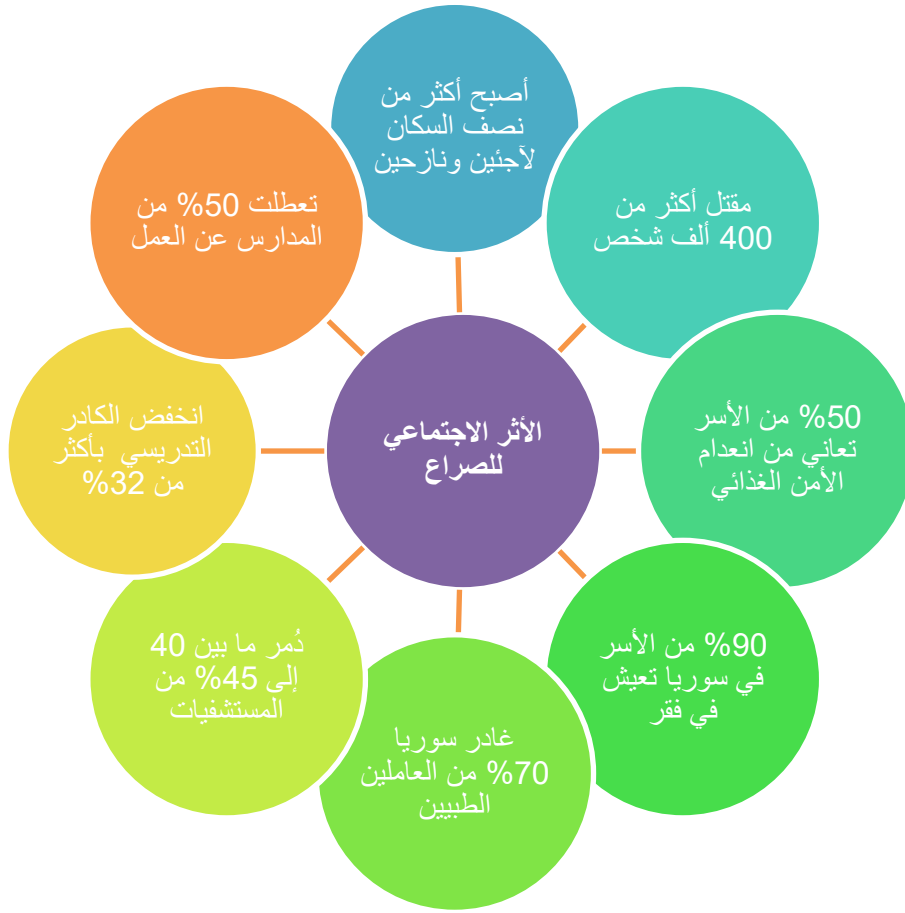 أصبح أكثر من
نصف السكان
لآجئين ونازحين
مقتل أكثر من
400 ألف شخص
%50 من الأسر
تعاني من انعدام
الأمن الغذائي
%90 من الأسر
في سوريا تعيش
في فقر
غادر سوريا
%70 من العاملين
الطبيين
دُمر ما بين 40
إلى 45% من
المستشفيات
انخفض الكادر
التدريسي بأكثر
من 32%
تعطلت 50% من
المدارس عن العمل
الأثر الاجتماعي
للصراع